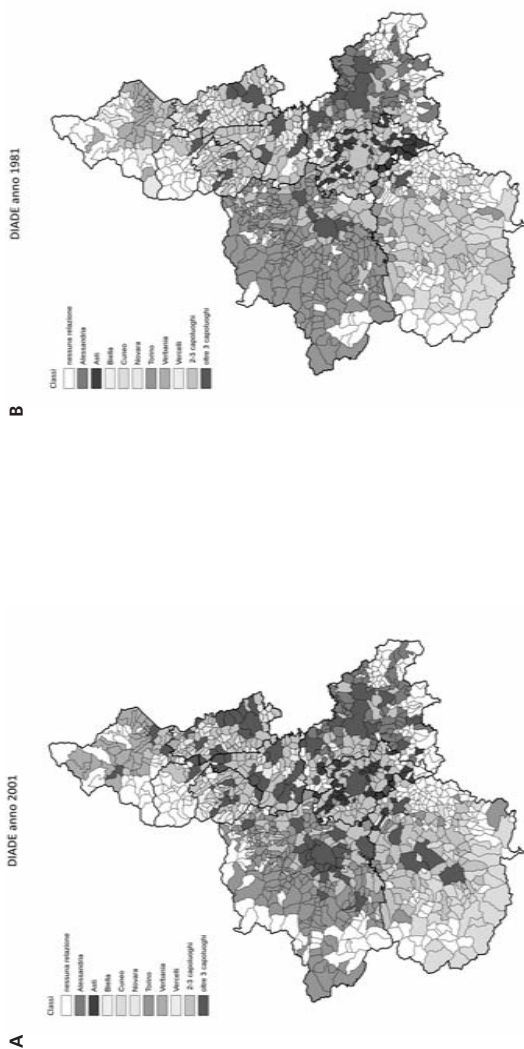 B
DIADE anno 1981
Classi
nessuna relazione
Alessandria
Asti
Biella
Cuneo
Novara
Torino
Verbania
Vercelli
2-3 capoluoghi
oltre 3 capoluoghi
A
DIADE anno 2001
Classi
nessuna relazione
Alessandria
Asti
Biella
Cuneo
Novara
Torino
Verbania
Vercelli
2-3 capoluoghi
oltre 3 capoluoghi